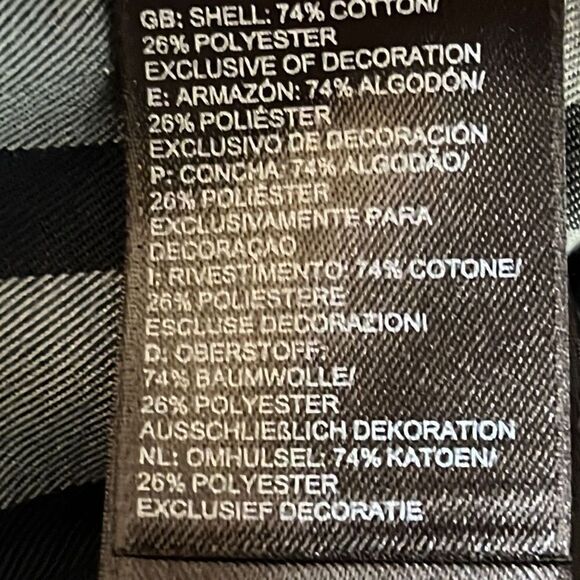 GB: SHELL: 74% COTTON/
26% POLYESTER
EXCLUSIVE OF DECORATION
E: ARMAZÓN: 74% ALGODÓN/
26% POLIÉSTER
EXCLUSIVO DE DECORACIÓN
P: CONCHA: 74% ALGODÃO/
26% POLIÉSTER
EXCLUSIVAMENTE PARA
DECORAÇAO
I: RIVESTIMENTO: 74% COTONE/
26% POLIESTERE
ESCLUSE DECORAZIONI
D: OBERSTOFF:
74% BAUMWOLLE/
26% POLYESTER
AUSSCHLIEßLICH DEKORATION
NL: OMHULSEL: 74% KATOEN/
26% POLYESTER
EXCLUSIEF DECORATIE